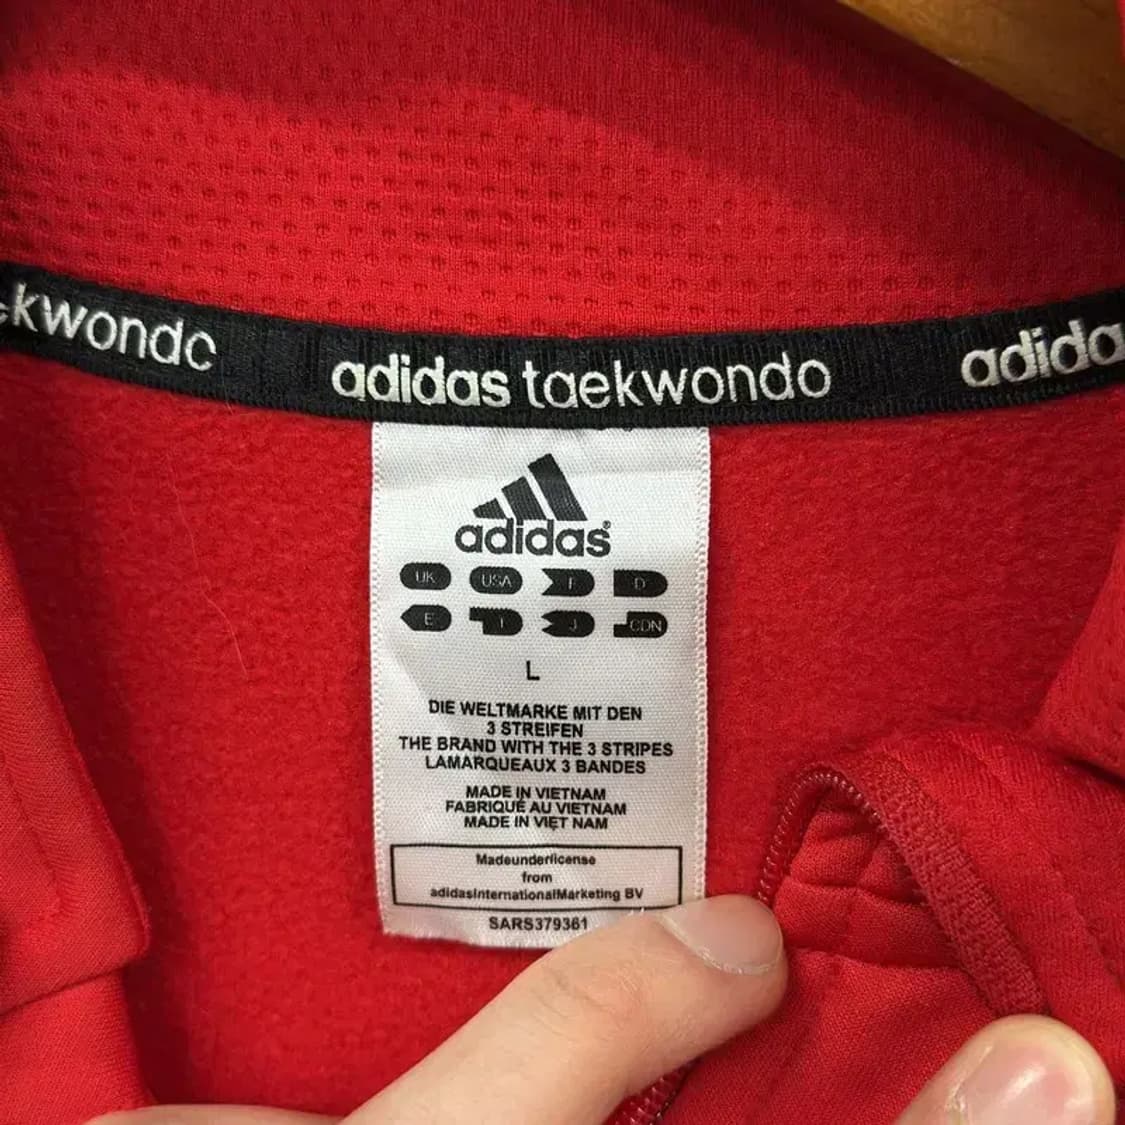 ckwondo
adidas taekwondo
adida
adidas®
UK USA F D
E I J CDN
L
DIE WELTMARKE MIT DEN
3 STREIFEN
THE BRAND WITH THE 3 STRIPES
LAMARQUEAUX 3 BANDES
MADE IN VIETNAM
FABRIQUÉ AU VIETNAM
MADE IN VIỆT NAM
Madeunderlicense
from
adidasInternationalMarketing BV
SARS379361